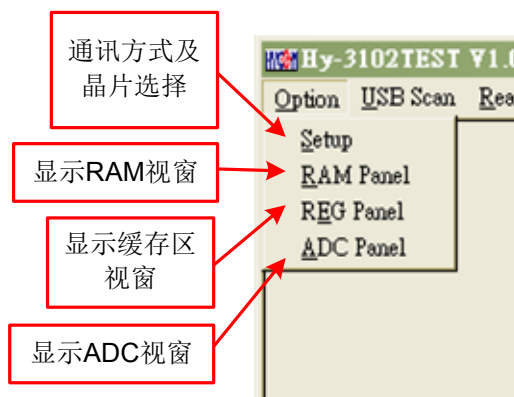 通讯方式及
晶片选择
显示RAM视窗
显示缓存区
视窗
显示ADC视窗
Hy-3102TEST V1.0
Option USB Scan Rea
Setup
RAM Panel
REG Panel
ADC Panel